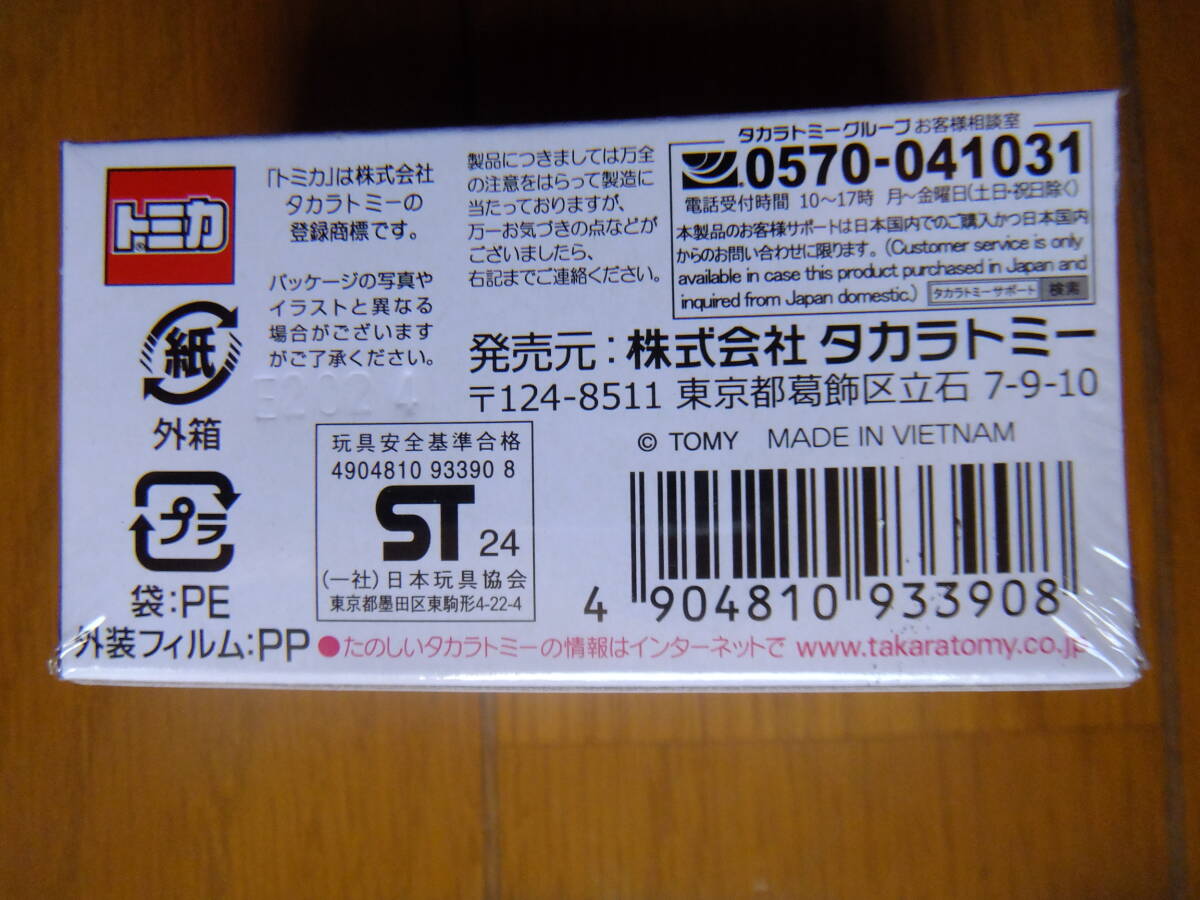 トミカ
®
「トミカ」は株式会社
タカラトミーの
登録商標です。
パッケージの写真や
イラストと異なる
場合がございます
がご了承ください。
E2024
製品につきましては万全
の注意をはらって製造に
当たっておりますが、
万一お気づきの点などが
ございましたら、
右記までご連絡ください。
タカラトミーグループ お客様相談室
0570-041031
電話受付時間 10～17時 月～金曜日(土日・祝日除く)
本製品のお客様サポートは日本国内でのご購入かつ日本国内
からのお問い合わせに限ります。(Customer service is only
available in case this product purchased in Japan and
inquired from Japan domestic.) タカラトミーサポート 検索
発売元：株式会社 タカラトミー
〒124-8511 東京都葛飾区立石 7-9-10
© TOMY MADE IN VIETNAM
紙
外箱
プラ
袋:PE
外装フィルム:PP
玩具安全基準合格
4904810 93390 8
ST 24
(一社)日本玩具協会
東京都墨田区東駒形4-22-4
4 904810 933908
●たのしいタカラトミーの情報はインターネットで www.takaratomy.co.jp